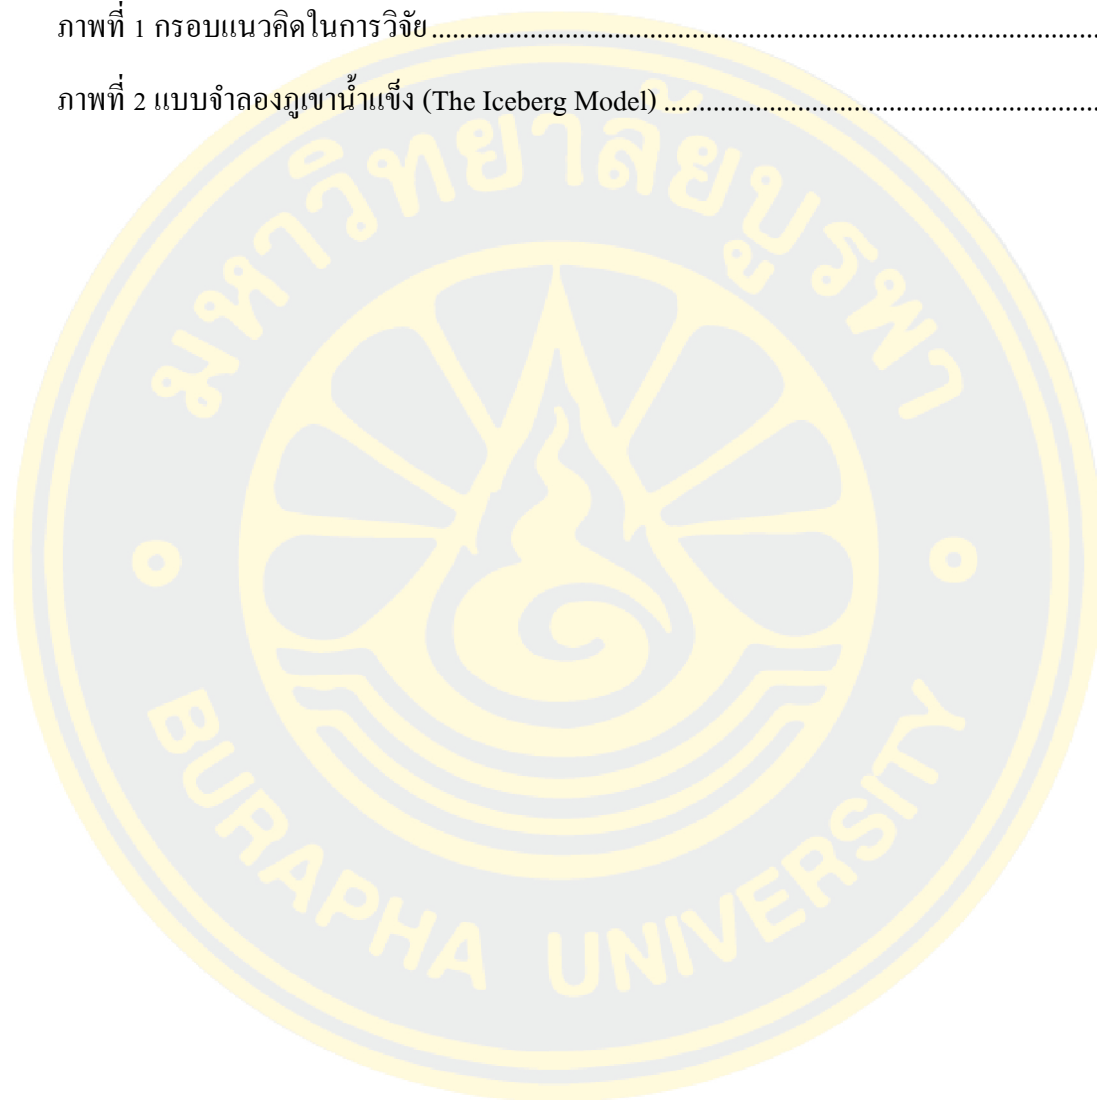 ภาพที่ 1 กรอบแนวคิดในการวิจัย
ภาพที่ 2 แบบจำลองภูเขาน้ำแข็ง (The Iceberg Model)
มหาวิทยาลัยบูรพา
BURAPHA UNIVERSITY